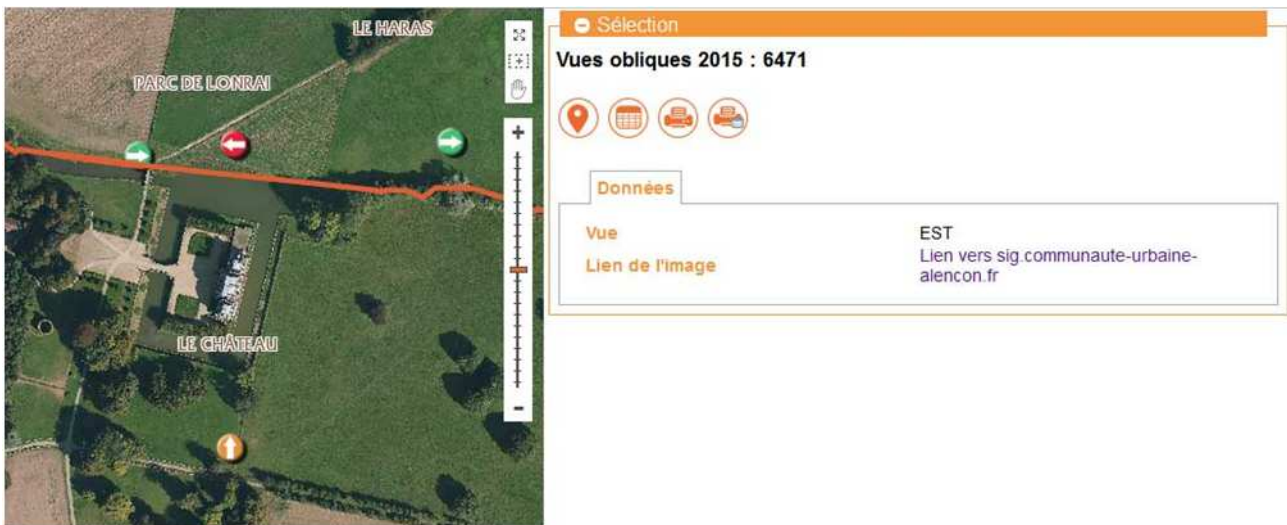 LE HARAS
PARC DE LONRAI
LE CHÂTEAU
Sélection
Vues obliques 2015 : 6471
Données
Vue EST
Lien de l'image Lien vers sig.communaute-urbaine-
alencon.fr